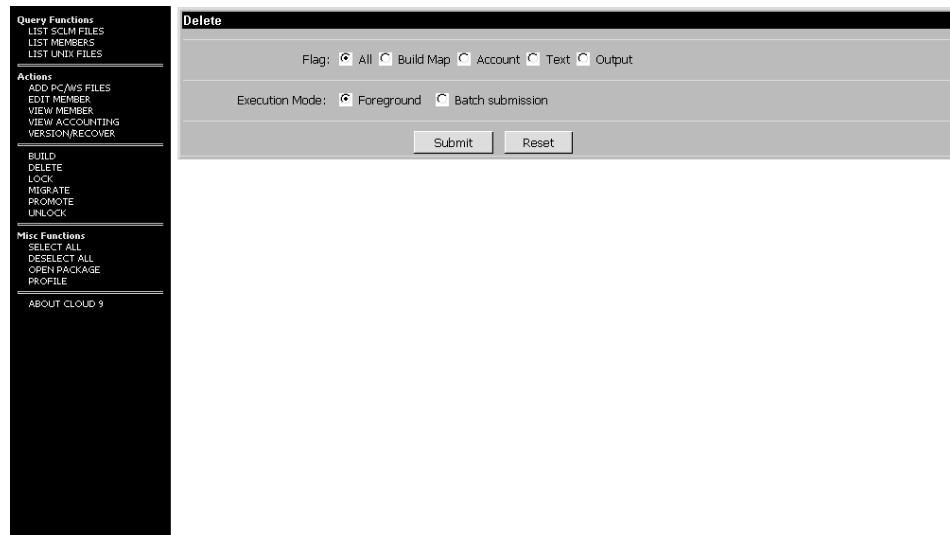 Query Functions
LIST SCLM FILES
LIST MEMBERS
LIST UNIX FILES
Actions
ADD PC/WS FILES
EDIT MEMBER
VIEW MEMBER
VIEW ACCOUNTING
VERSION/RECOVER
BUILD
DELETE
LOCK
MIGRATE
PROMOTE
UNLOCK
Misc Functions
SELECT ALL
DESELECT ALL
OPEN PACKAGE
PROFILE
ABOUT CLOUD 9
Delete
Flag: All Build Map Account Text Output
Execution Mode: Foreground Batch submission
Submit Reset